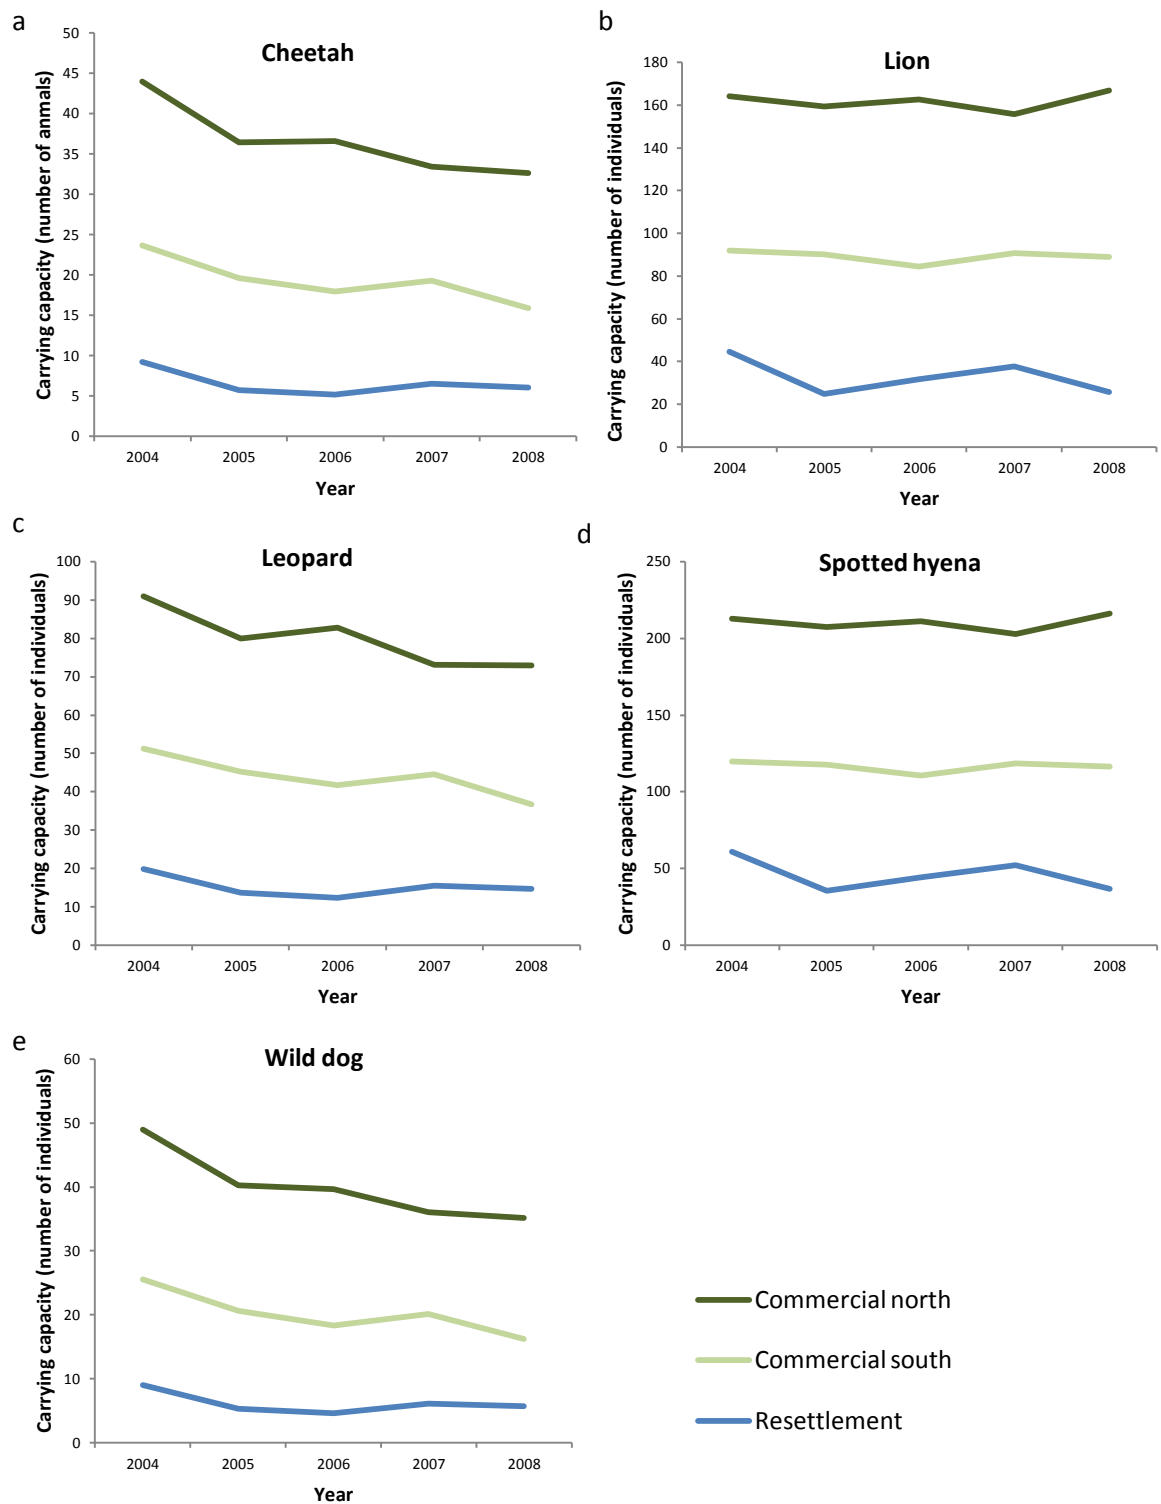 a
Cheetah
Carrying capacity (number of anmals)
50
45
40
35
30
25
20
15
10
5
0
2004 2005 2006 2007 2008
Year
b
Lion
Carrying capacity (number of individuals)
180
160
140
120
100
80
60
40
20
0
2004 2005 2006 2007 2008
Year
c
Leopard
Carrying capacity (number of individuals)
100
90
80
70
60
50
40
30
20
10
0
2004 2005 2006 2007 2008
Year
d
Spotted hyena
Carrying capacity (number of individuals)
250
200
150
100
50
0
2004 2005 2006 2007 2008
Year
e
Wild dog
Carrying capacity (number of individuals)
60
50
40
30
20
10
0
2004 2005 2006 2007 2008
Year
Commercial north
Commercial south
Resettlement